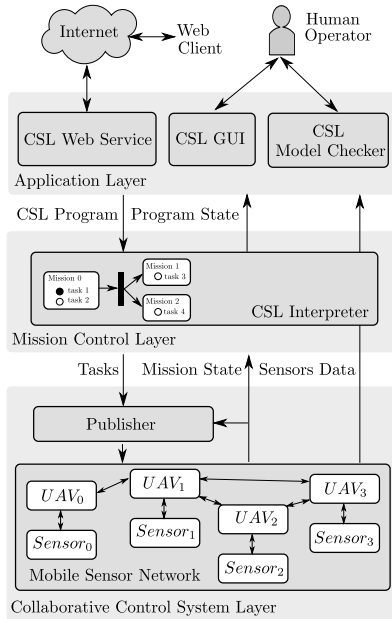 Internet
Web
Client
Human
Operator
CSL Web Service
CSL GUI
CSL
Model Checker
Application Layer
CSL Program
Program State
Mission 0
task 1
task 2
Mission 1
task 3
Mission 2
task 4
CSL Interpreter
Mission Control Layer
Tasks
Mission State
Sensors Data
Publisher
UAV₀
UAV₁
UAV₂
UAV₃
Sensor₀
Sensor₁
Sensor₂
Sensor₃
Mobile Sensor Network
Collaborative Control System Layer